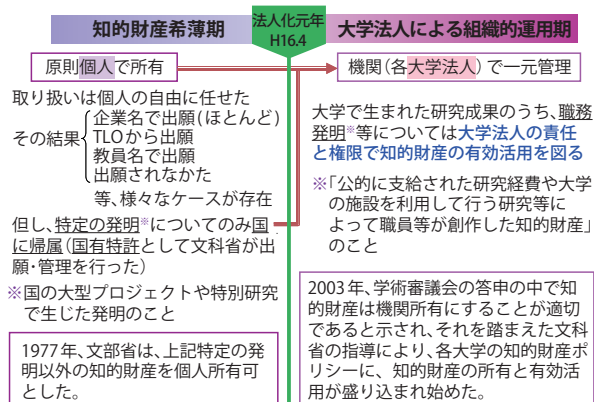 知的財産希薄期
法人化元年
H16.4
大学法人による組織的運用期
原則個人で所有
取り扱いは個人の自由に任せた
その結果
企業名で出願(ほとんど)
TLOから出願
教員名で出願
出願されなかた
等、様々なケースが存在
但し、特定の発明※についてのみ国
に帰属(国有特許として文科省が出
願・管理を行った)
※国の大型プロジェクトや特別研究
で生じた発明のこと
1977年、文部省は、上記特定の発
明以外の知的財産を個人所有可
とした。
機関(各大学法人)で一元管理
大学で生まれた研究成果のうち、職務
発明※等については大学法人の責任
と権限で知的財産の有効活用を図る
※「公的に支給された研究経費や大学
の施設を利用して行う研究等に
よって職員等が創作した知的財産」
のこと
2003年、学術審議会の答申の中で知
的財産は機関所有にすることが適切
であると示され、それを踏まえた文科
省の指導により、各大学の知的財産ポ
リシーに、知的財産の所有と有効活
用が盛り込まれ始めた。